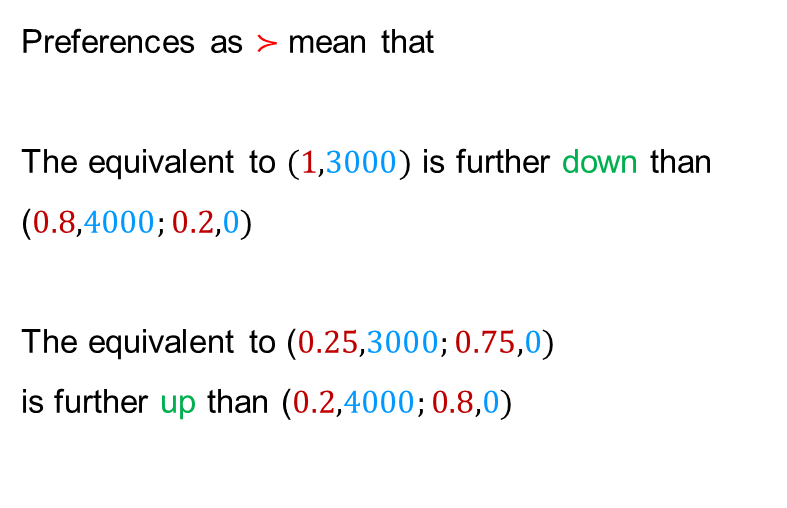 Preferences as ≻ mean that
The equivalent to (1,3000) is further down than
(0.8,4000; 0.2,0)
The equivalent to (0.25,3000; 0.75,0)
is further up than (0.2,4000; 0.8,0)